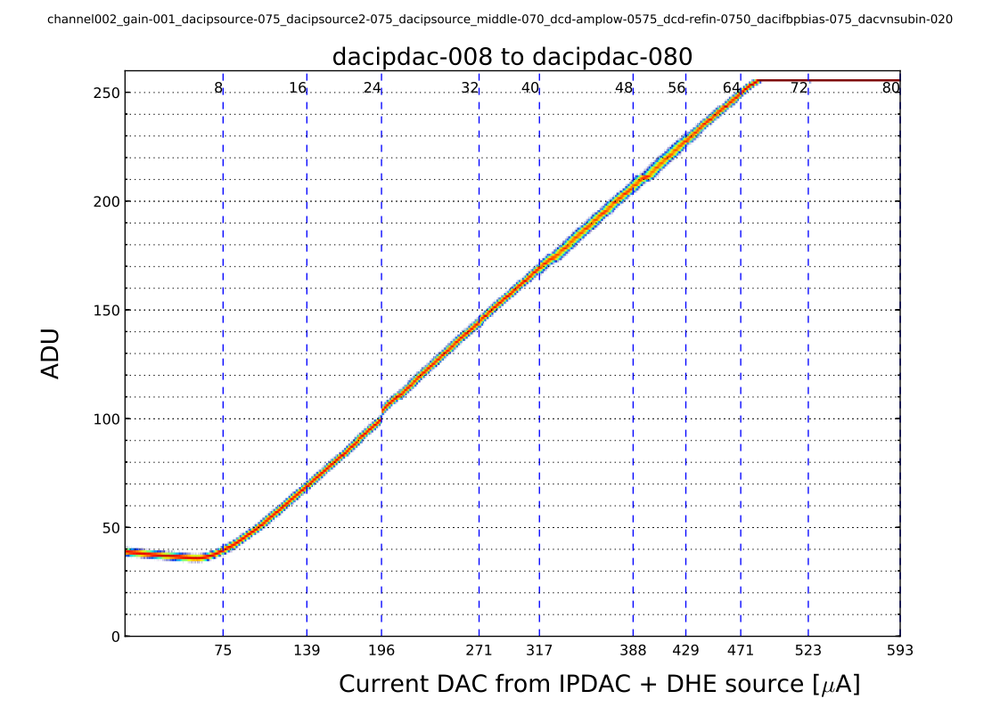 channel002_gain-001_dacipsource-075_dacipsource2-075_dacipsource_middle-070_dcd-amplow-0575_dcd-refin-0750_dacifbpbias-075_dacvnsubin-020
dacipdac-008 to dacipdac-080
8 16 24 32 40 48 56 64 72 80
250
200
150
100
50
0
ADU
75 139 196 271 317 388 429 471 523 593
Current DAC from IPDAC + DHE source [μA]